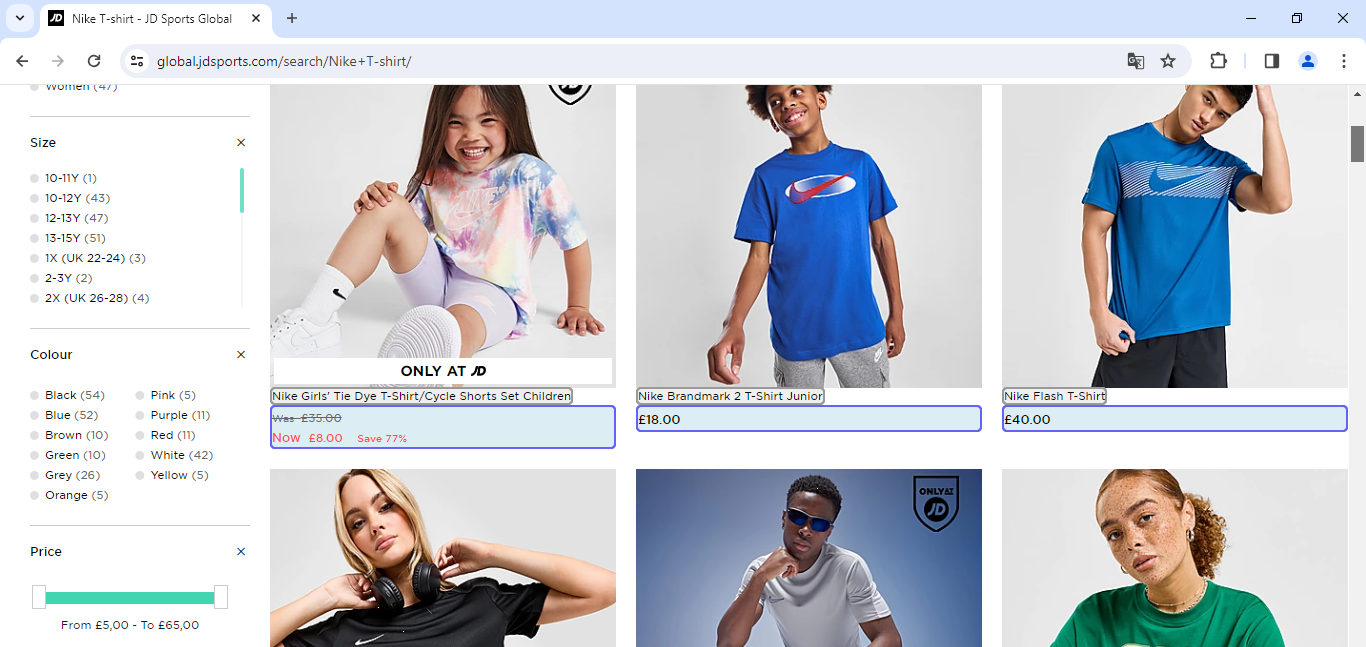 Nike T-shirt - JD Sports Global
global.jdsports.com/search/Nike+T-shirt/
Women (47)
Size
10-11Y (1)
10-12Y (43)
12-13Y (47)
13-15Y (51)
1X (UK 22-24) (3)
2-3Y (2)
2X (UK 26-28) (4)
Colour
Black (54)
Pink (5)
Blue (52)
Purple (11)
Brown (10)
Red (11)
Green (10)
White (42)
Grey (26)
Yellow (5)
Orange (5)
Price
From £5,00 - To £65,00
ONLY AT JD
Nike Girls' Tie Dye T-Shirt/Cycle Shorts Set Children
Was £35.00
Now £8.00 Save 77%
Nike Brandmark 2 T-Shirt Junior
£18.00
Nike Flash T-Shirt
£40.00
ONLY AT
JD